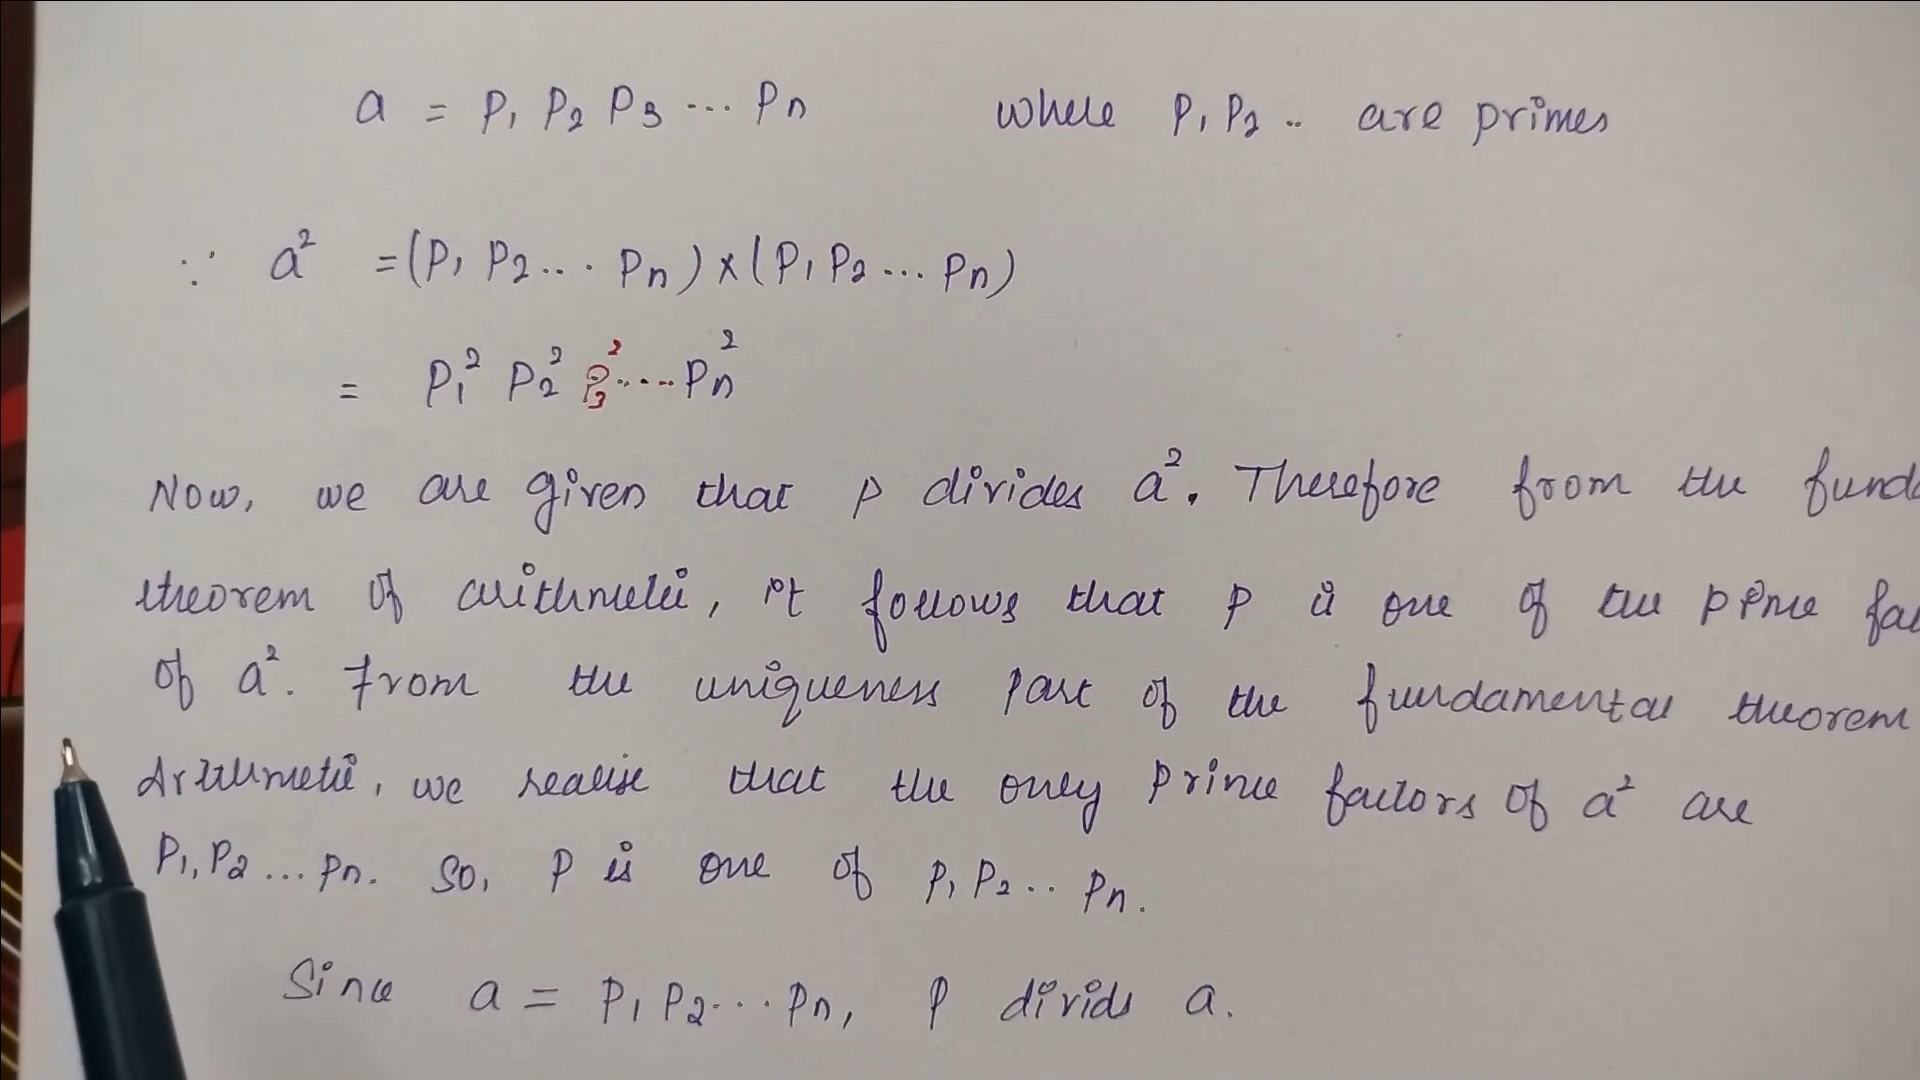 a = P₁ P₂ P₃ ... Pn where P₁ P₂ .. are primes
∵ a² = (P₁ P₂ ... Pn) × (P₁ P₂ ... Pn)
= P₁² P₂² P₃² .... Pn²
Now, we are given that p divides a². Therefore from the funda
theorem of arithmetic, it follows that p is one of the prime fac
of a². From the uniqueness part of the fundamental theorem
Arithmetic, we realise that the only prime factors of a² are
P₁, P₂ ... Pn. So, P is one of P₁ P₂ .. Pn.
Since a = P₁ P₂ ... Pn, P divids a.